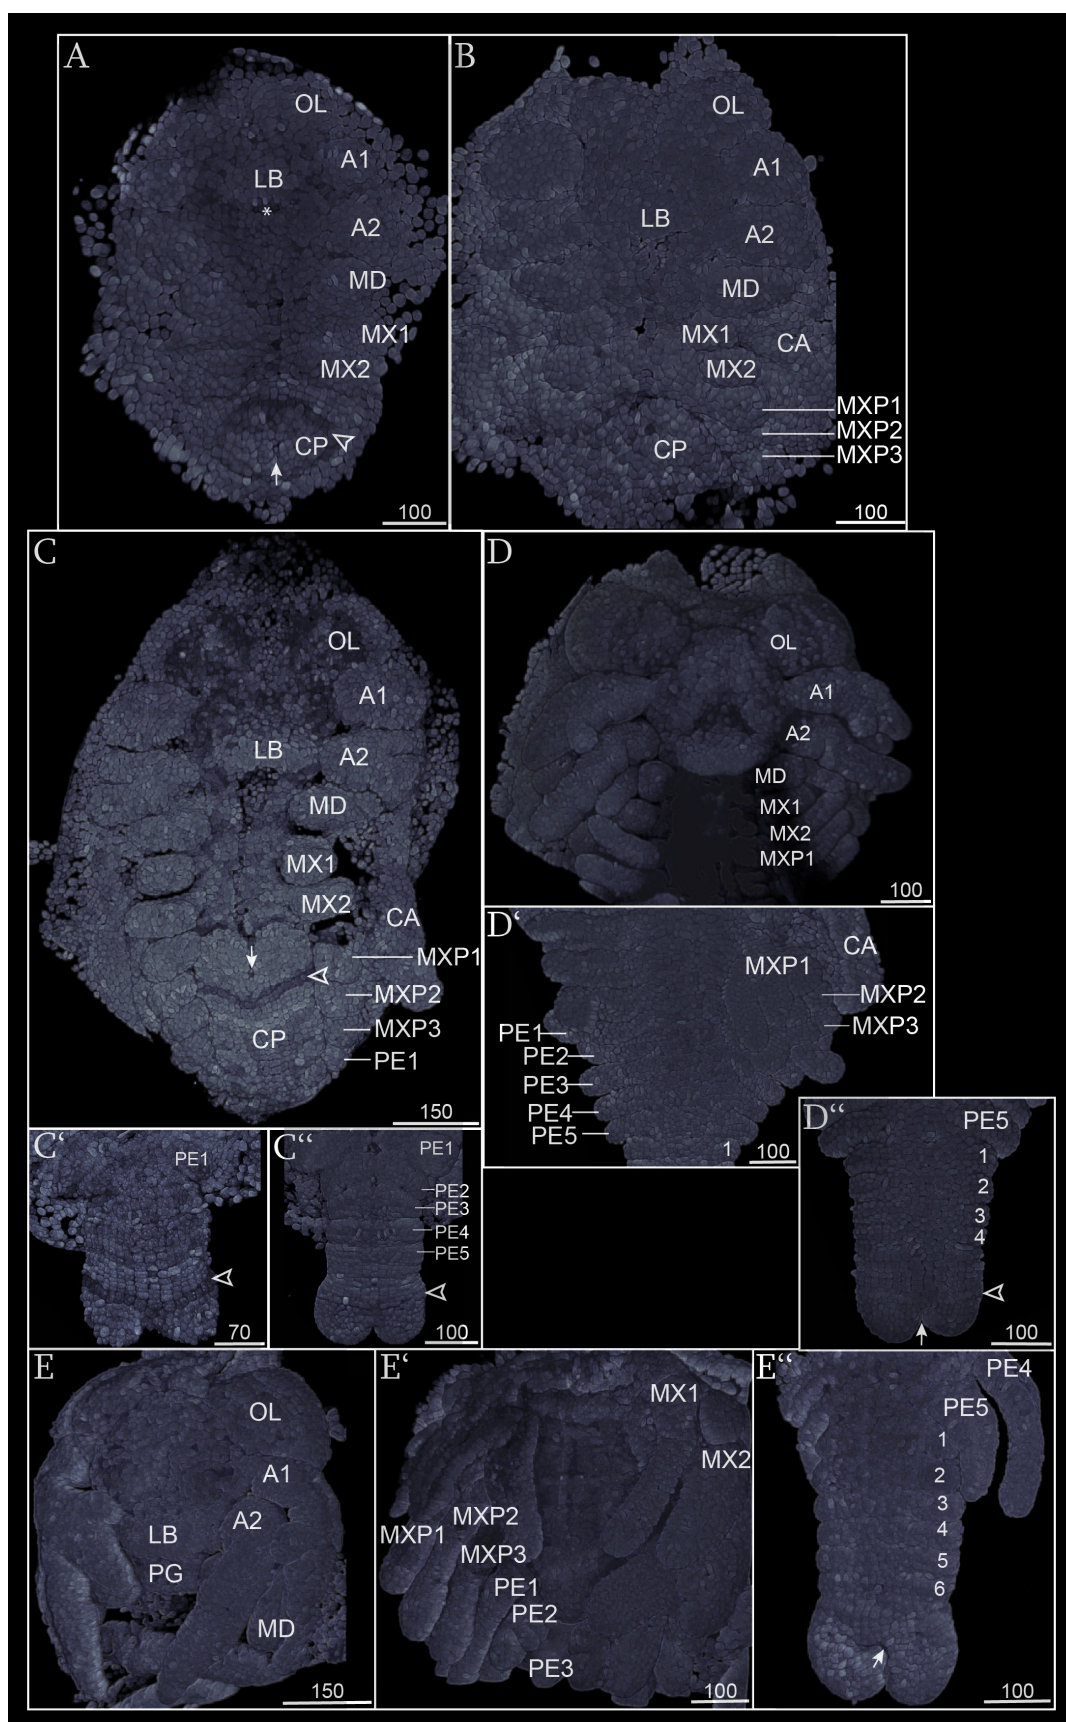 A
OL
A1
LB
*
A2
MD
MX1
MX2
CP
100
B
OL
A1
LB
A2
MD
MX1
CA
MX2
MXP1
MXP2
CP
MXP3
100
C
OL
A1
LB
A2
MD
MX1
MX2
CA
MXP1
MXP2
MXP3
CP
PE1
150
D
OL
A1
A2
MD
MX1
MX2
MXP1
100
D'
CA
MXP1
MXP2
MXP3
PE1
PE2
PE3
PE4
PE5
1
100
C'
PE1
70
C"
PE1
PE2
PE3
PE4
PE5
100
D"
PE5
1
2
3
4
100
E
OL
A1
A2
LB
PG
MD
150
E'
MX1
MX2
MXP2
MXP1
MXP3
PE1
PE2
PE3
100
E"
PE4
PE5
1
2
3
4
5
6
100